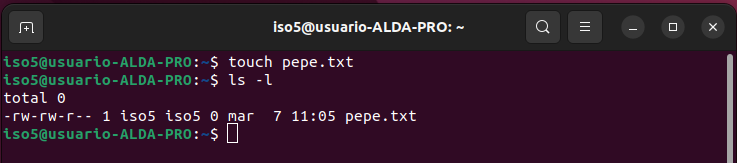 iso5@usuario-ALDA-PRO: ~
iso5@usuario-ALDA-PRO:~$ touch pepe.txt
iso5@usuario-ALDA-PRO:~$ ls -l
total 0
-rw-rw-r-- 1 iso5 iso5 0 mar  7 11:05 pepe.txt
iso5@usuario-ALDA-PRO:~$